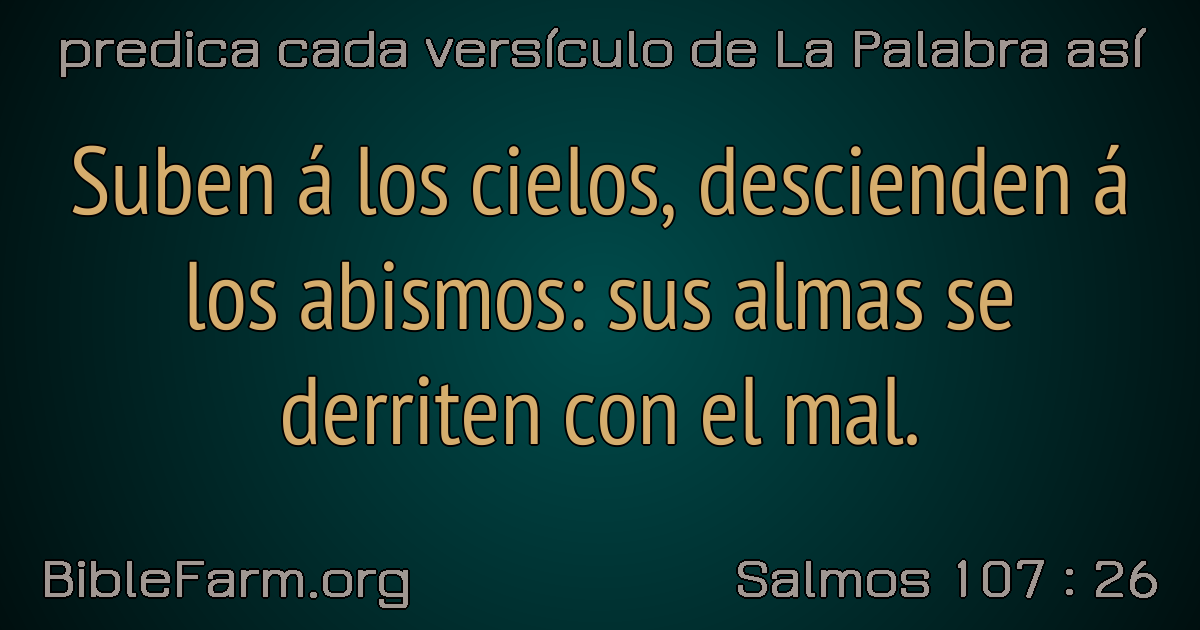 predica cada versículo de La Palabra así
Suben á los cielos, descienden á
los abismos: sus almas se
derriten con el mal.
BibleFarm.org
Salmos 107 : 26